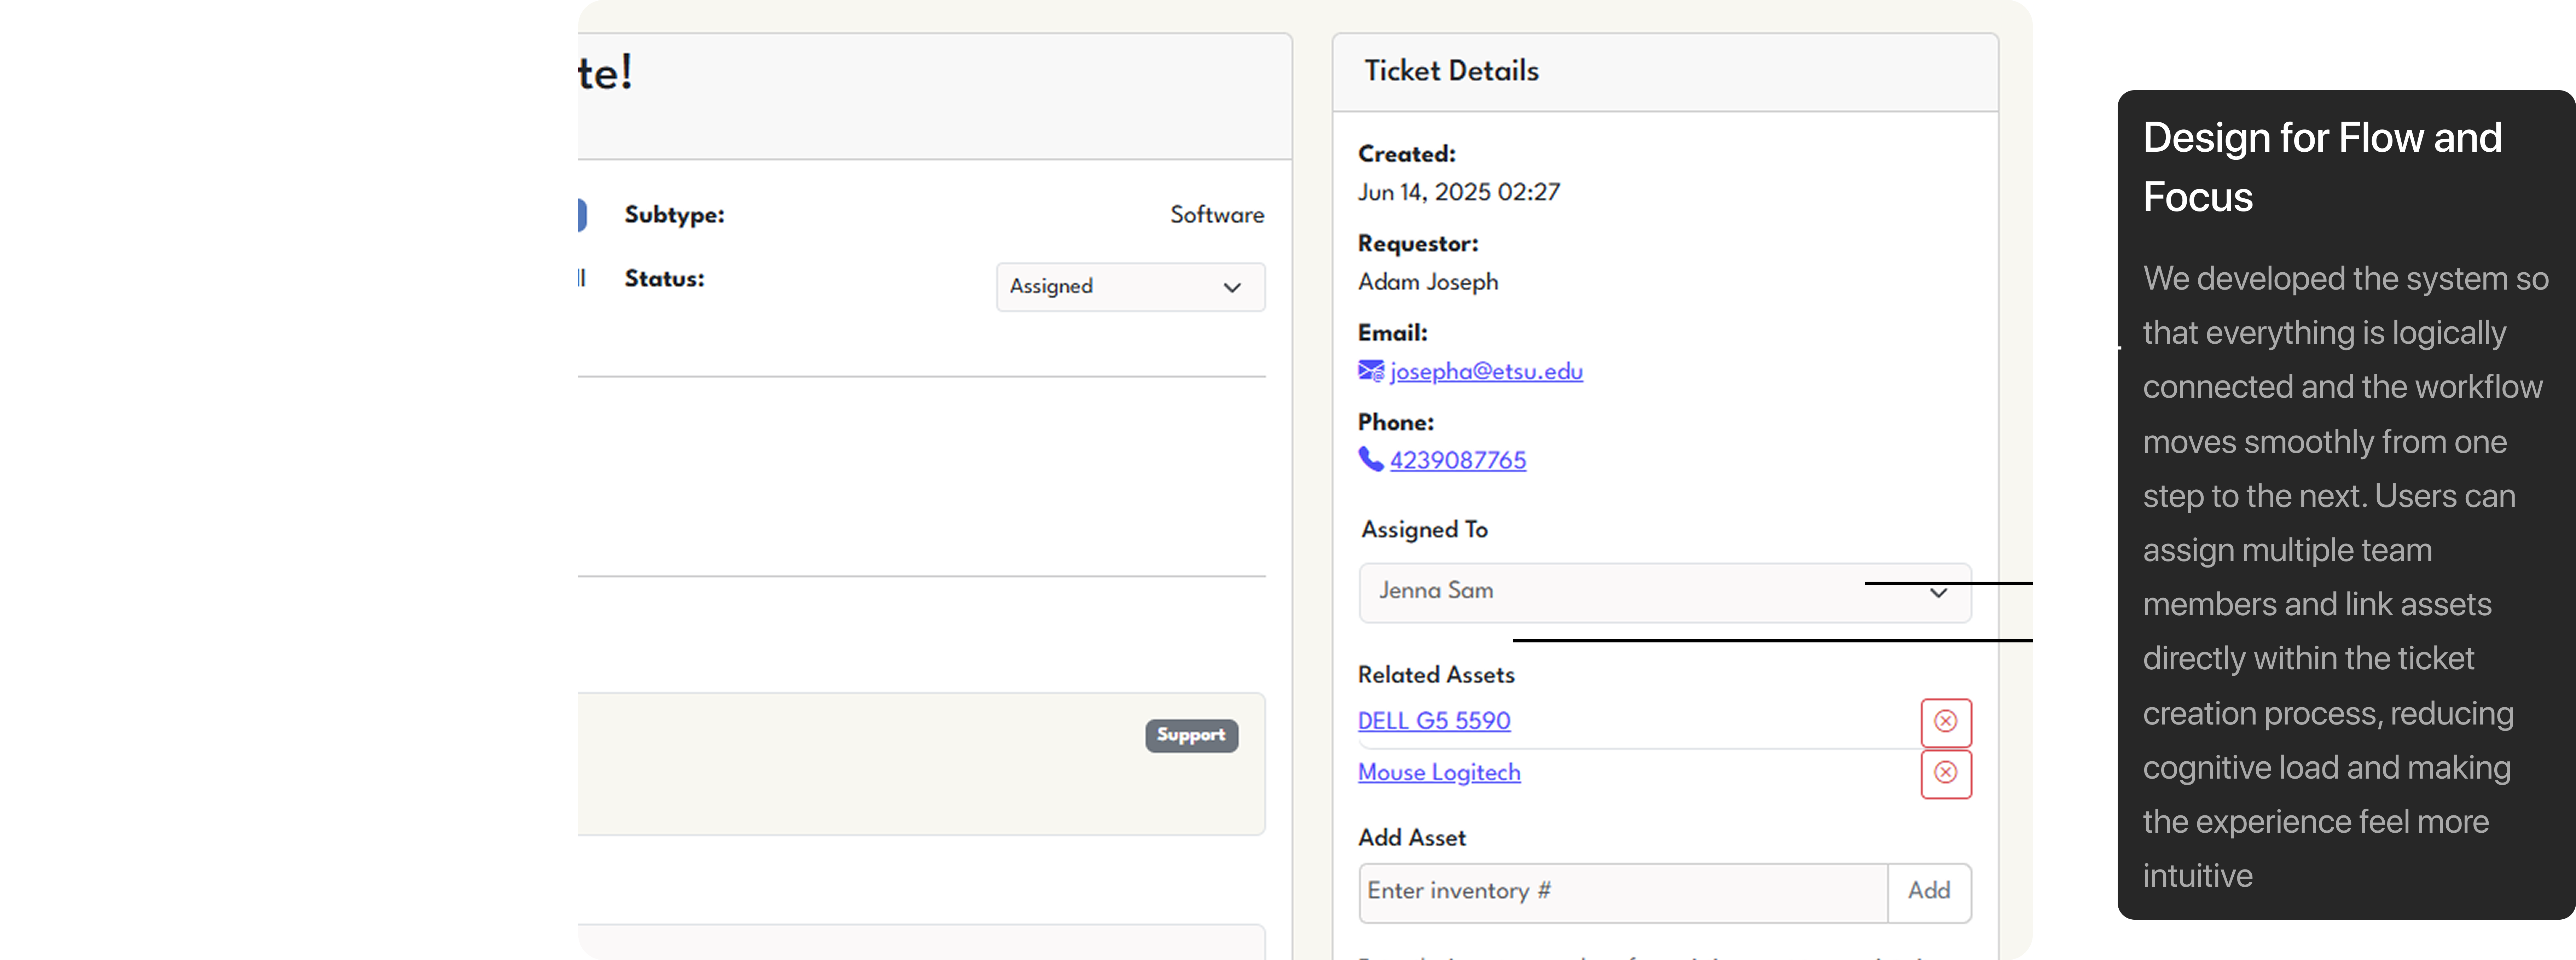 te!
Subtype:
Software
ll
Status:
Assigned
Support
Ticket Details
Created:
Jun 14, 2025 02:27
Requestor:
Adam Joseph
Email:
josepha@etsu.edu
Phone:
4239087765
Assigned To
Jenna Sam
Related Assets
DELL G5 5590
Mouse Logitech
Add Asset
Enter inventory #
Add
Design for Flow and
Focus
We developed the system so
that everything is logically
connected and the workflow
moves smoothly from one
step to the next. Users can
assign multiple team
members and link assets
directly within the ticket
creation process, reducing
cognitive load and making
the experience feel more
intuitive